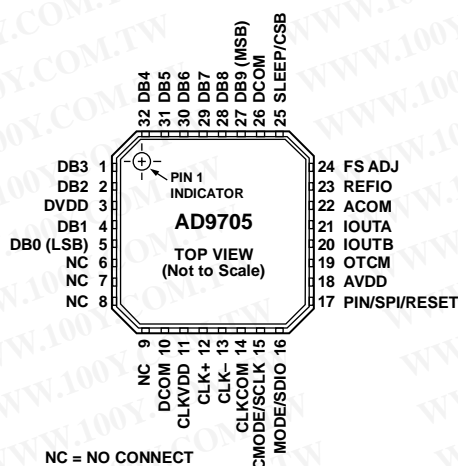 32 DB4
31 DB5
30 DB6
29 DB7
28 DB8
27 DB9 (MSB)
26 DCOM
25 SLEEP/CSB
DB3 1
DB2 2
DVDD 3
DB1 4
DB0 (LSB) 5
NC 6
NC 7
NC 8
PIN 1
INDICATOR
AD9705
TOP VIEW
(Not to Scale)
24 FS ADJ
23 REFIO
22 ACOM
21 IOUTA
20 IOUTB
19 OTCM
18 AVDD
17 PIN/SPI/RESET
NC 9
DCOM 10
CLKVDD 11
CLK+ 12
CLK– 13
CLKCOM 14
CMODE/SCLK 15
MODE/SDIO 16
NC = NO CONNECT